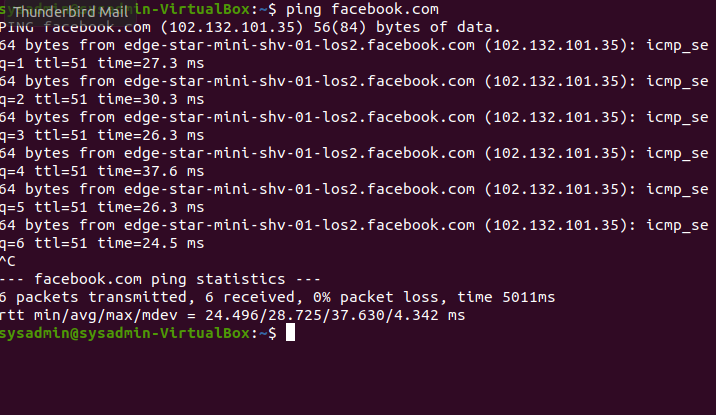 Thunderbird Mail
sysadmin@sysadmin-VirtualBox:~$ ping facebook.com
PING facebook.com (102.132.101.35) 56(84) bytes of data.
64 bytes from edge-star-mini-shv-01-los2.facebook.com (102.132.101.35): icmp_se
q=1 ttl=51 time=27.3 ms
64 bytes from edge-star-mini-shv-01-los2.facebook.com (102.132.101.35): icmp_se
q=2 ttl=51 time=30.3 ms
64 bytes from edge-star-mini-shv-01-los2.facebook.com (102.132.101.35): icmp_se
q=3 ttl=51 time=26.3 ms
64 bytes from edge-star-mini-shv-01-los2.facebook.com (102.132.101.35): icmp_se
q=4 ttl=51 time=37.6 ms
64 bytes from edge-star-mini-shv-01-los2.facebook.com (102.132.101.35): icmp_se
q=5 ttl=51 time=26.3 ms
64 bytes from edge-star-mini-shv-01-los2.facebook.com (102.132.101.35): icmp_se
q=6 ttl=51 time=24.5 ms
^C
--- facebook.com ping statistics ---
6 packets transmitted, 6 received, 0% packet loss, time 5011ms
rtt min/avg/max/mdev = 24.496/28.725/37.630/4.342 ms
sysadmin@sysadmin-VirtualBox:~$